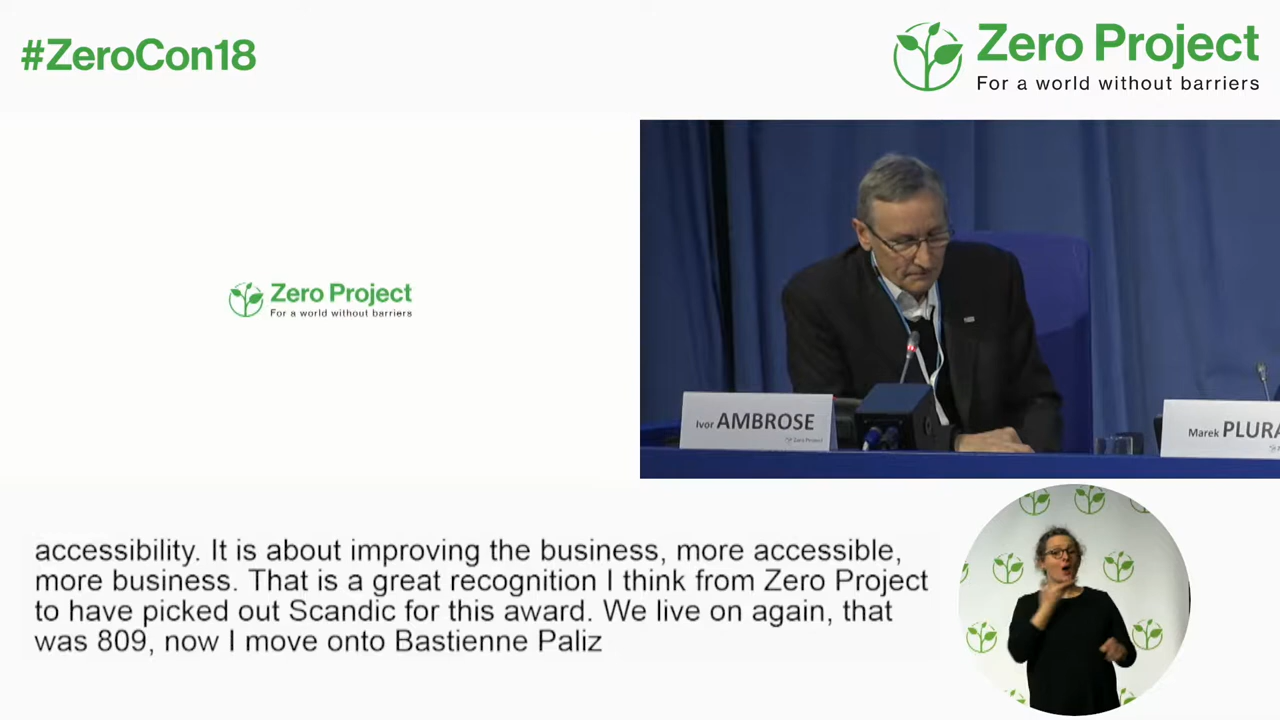 #ZeroCon18
Zero Project
For a world without barriers
Zero Project
For a world without barriers
Ivor AMBROSE
Zero Project
Marek PLURA
accessibility. It is about improving the business, more accessible,
more business. That is a great recognition I think from Zero Project
to have picked out Scandic for this award. We live on again, that
was 809, now I move onto Bastienne Paliz